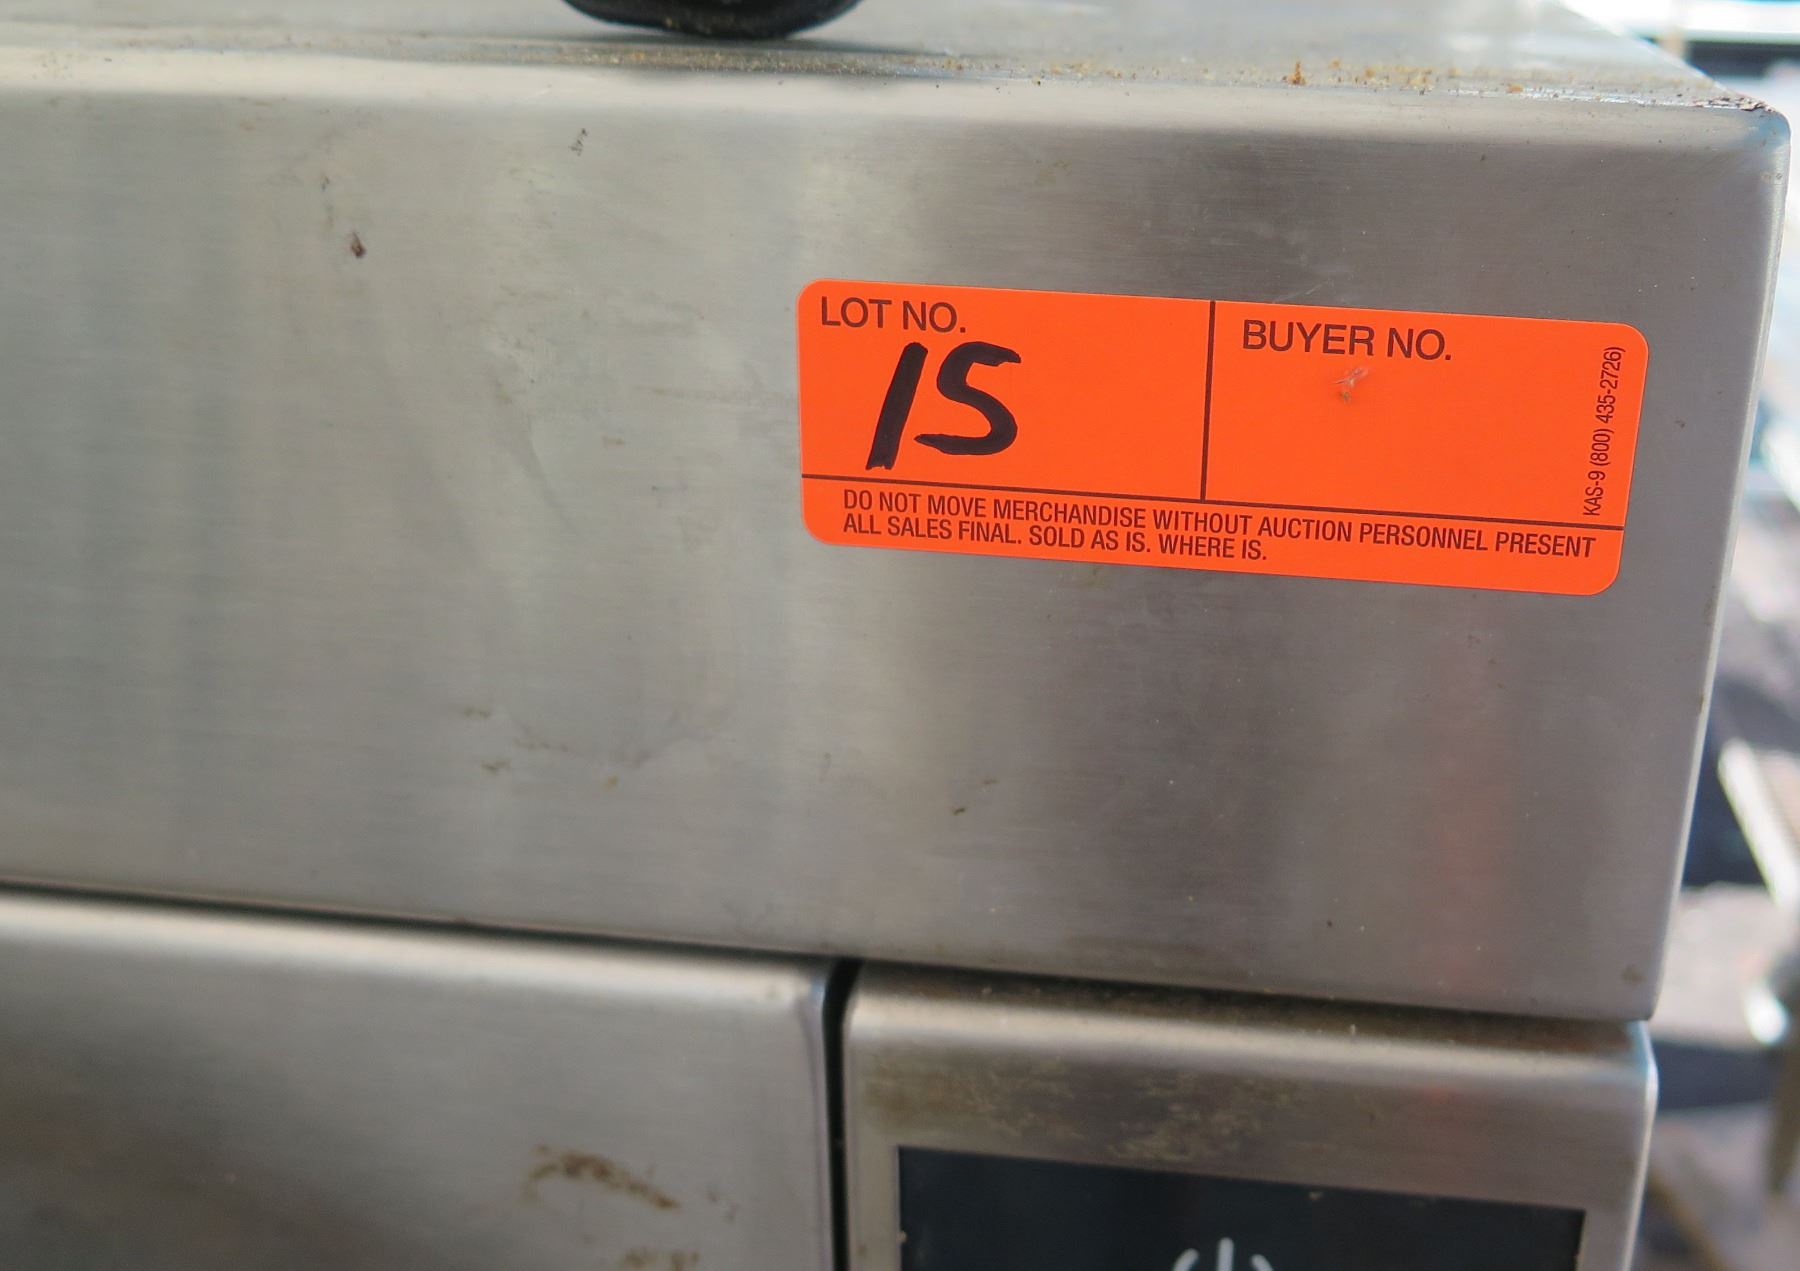 LOT NO.
15
BUYER NO.
KAS-9 (800) 435-2726)
DO NOT MOVE MERCHANDISE WITHOUT AUCTION PERSONNEL PRESENT
ALL SALES FINAL. SOLD AS IS. WHERE IS.